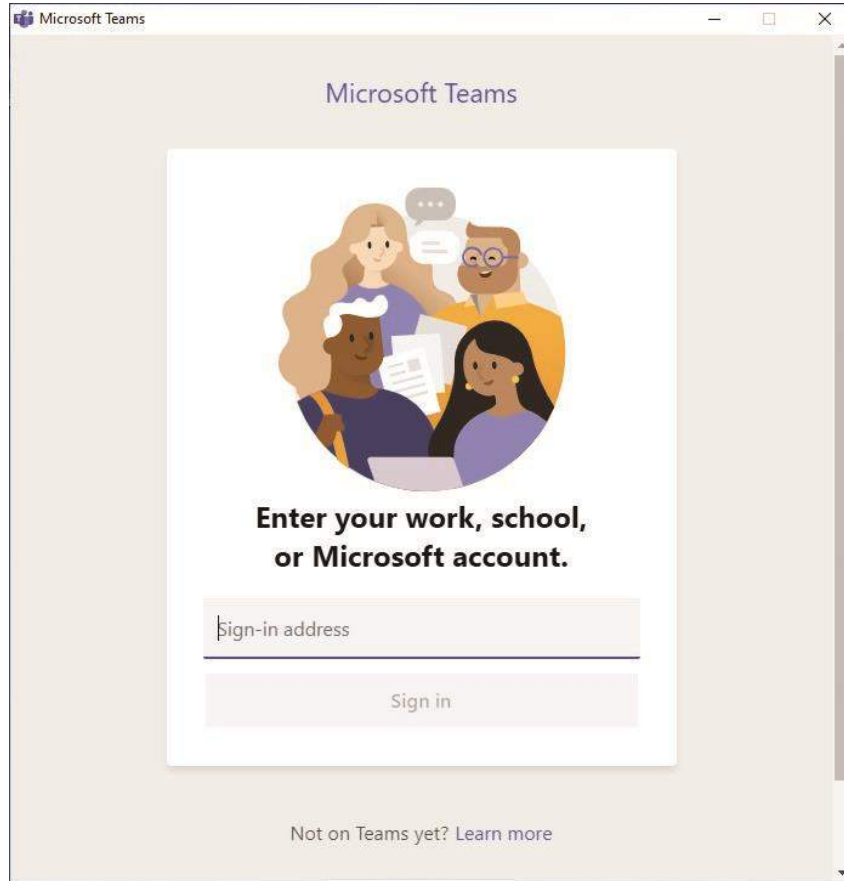 Microsoft Teams
Microsoft Teams
Enter your work, school,
or Microsoft account.
Sign-in address
Sign in
Not on Teams yet? Learn more